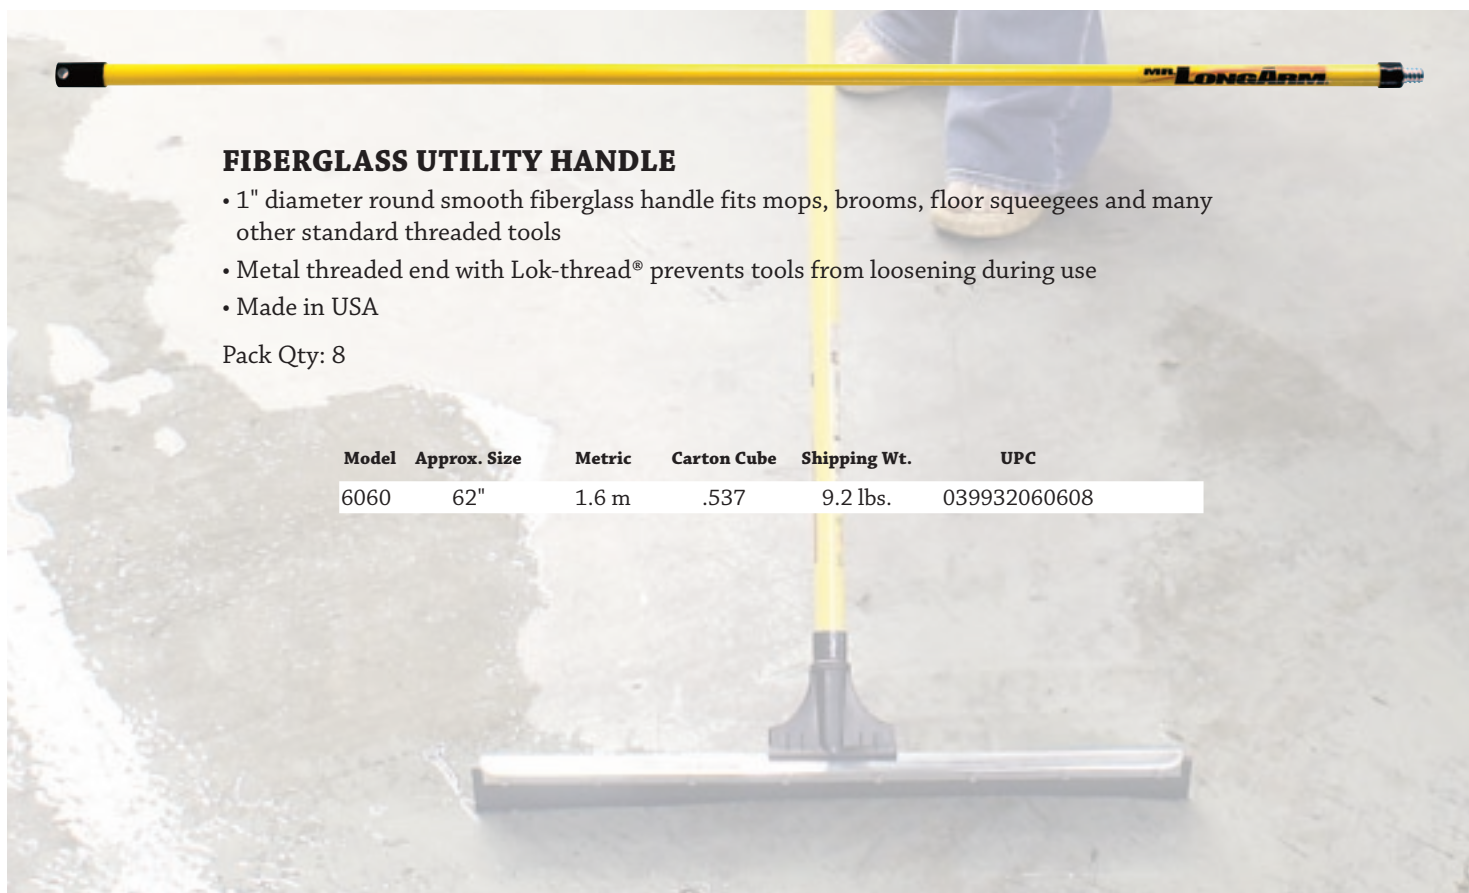 MR. LONGARM
FIBERGLASS UTILITY HANDLE
• 1" diameter round smooth fiberglass handle fits mops, brooms, floor squeegees and many
other standard threaded tools
• Metal threaded end with Lok-thread® prevents tools from loosening during use
• Made in USA
Pack Qty: 8
Model Approx. Size Metric Carton Cube Shipping Wt. UPC
6060 62" 1.6 m .537 9.2 lbs. 039932060608